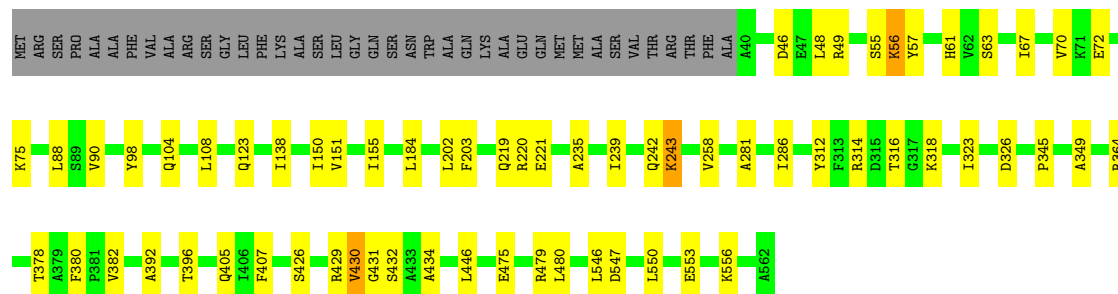 MET ARG SER PRO ALA ALA PHE VAL ALA ARG SER GLY LEU PHE LYS ALA SER LEU GLY GLN SER ASN TRP ALA GLN LYS ALA GLU GLN MET MET ALA SER VAL THR ARG THR PHE ALA A40 D46 E47 L48 R49 S55 K56 Y57 H61 V62 S63 I67 V70 K71 E72
K75 L88 S89 V90 Y98 Q104 L108 Q123 I138 I150 V151 I155 L184 L202 F203 Q219 R220 E221 A235 I239 Q242 K243 V258 A281 I286 Y312 F313 R314 D315 T316 G317 K318 I323 D326 P345 A349
T378 A379 F380 P381 V382 A392 T396 Q405 I406 F407 S426 R429 V430 G431 S432 A433 A434 L446 E475 R479 L480 L546 D547 L550 E553 K556 A582